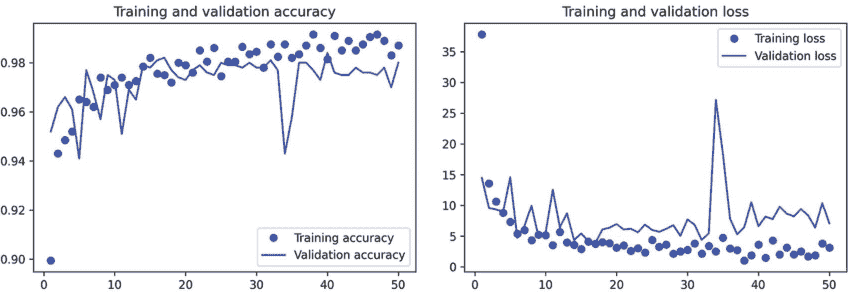 Training and validation accuracy
0.98
0.96
0.94
0.92
0.90
Training accuracy
Validation accuracy
0 10 20 30 40 50
Training and validation loss
35
30
25
20
15
10
5
0
Training loss
Validation loss
0 10 20 30 40 50